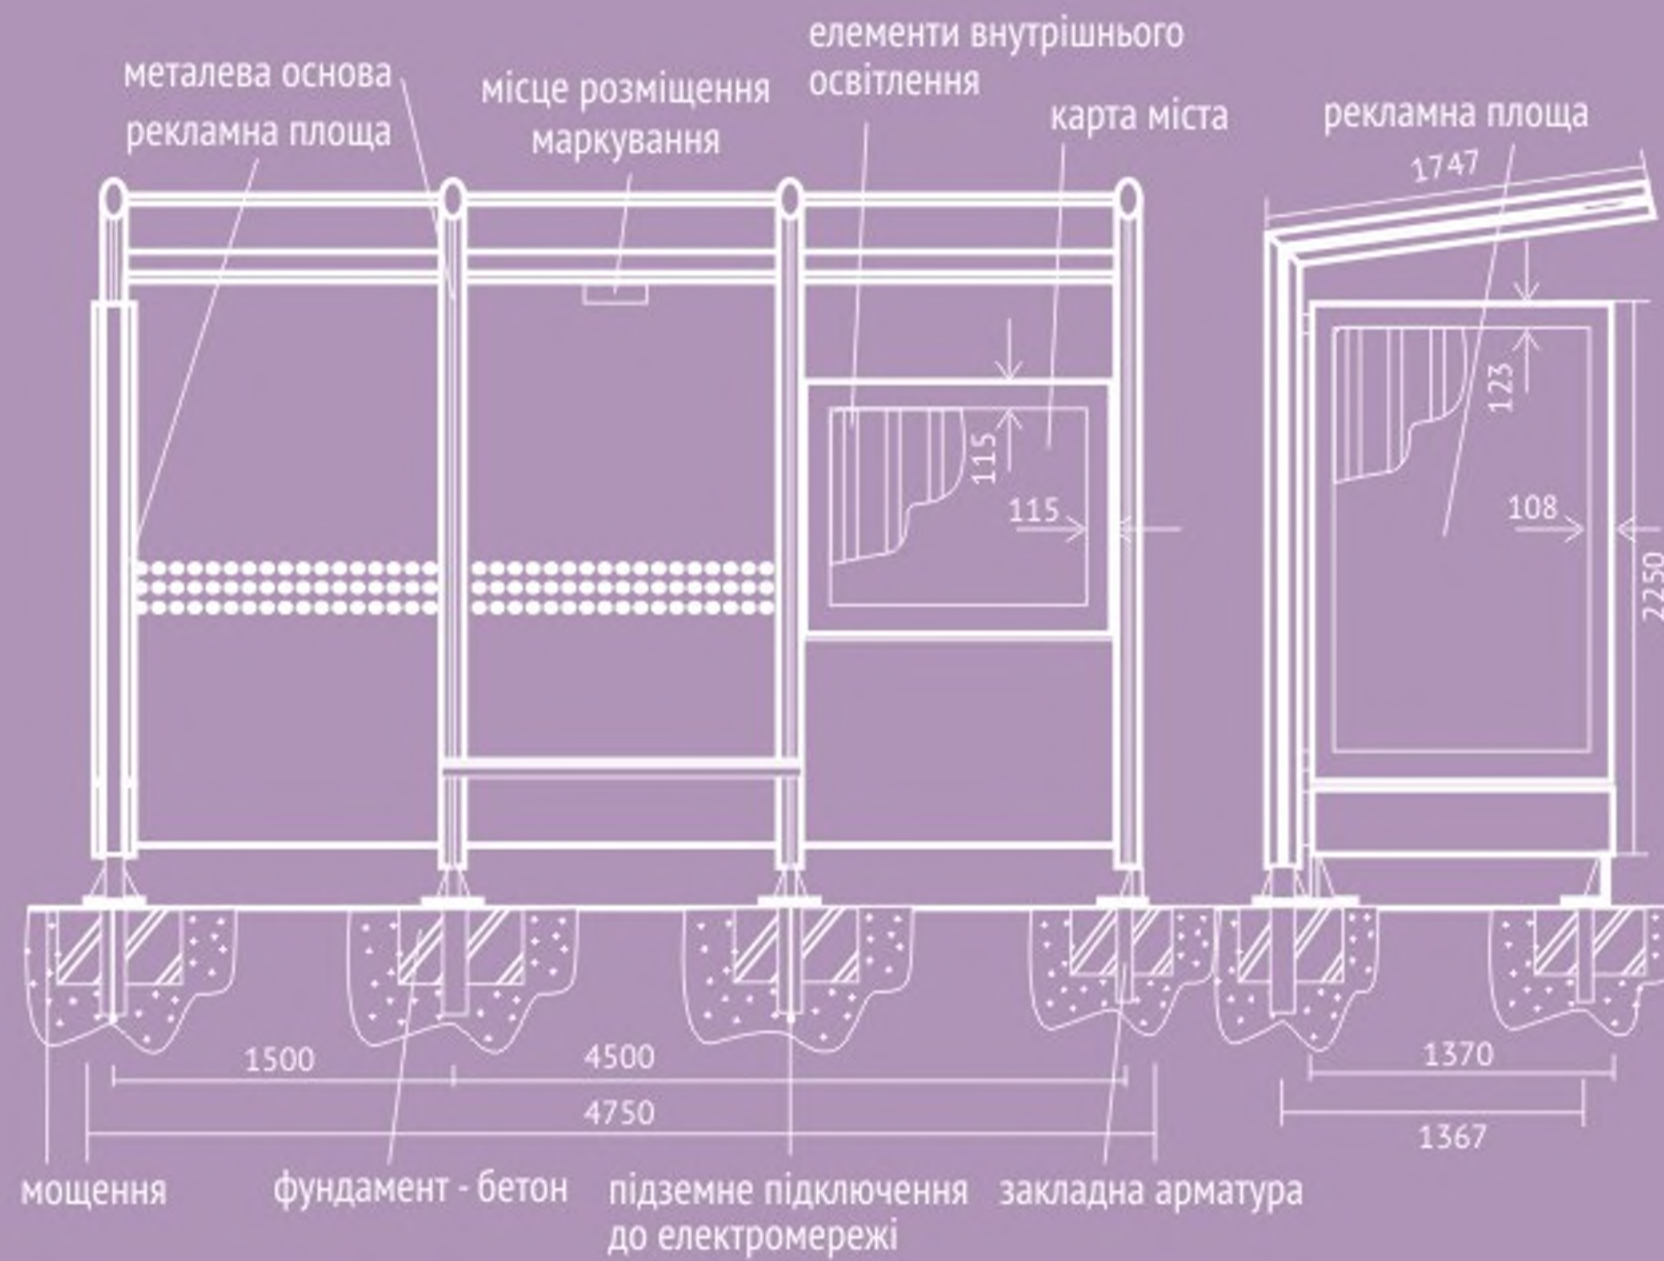 металева основа
рекламна площа
місце розміщення
маркування
елементи внутрішнього
освітлення
карта міста
рекламна площа
1747
115
115
123
108
2250
1500
4500
4750
1370
1367
мощення
фундамент - бетон
підземне підключення
до електромережі
закладна арматура